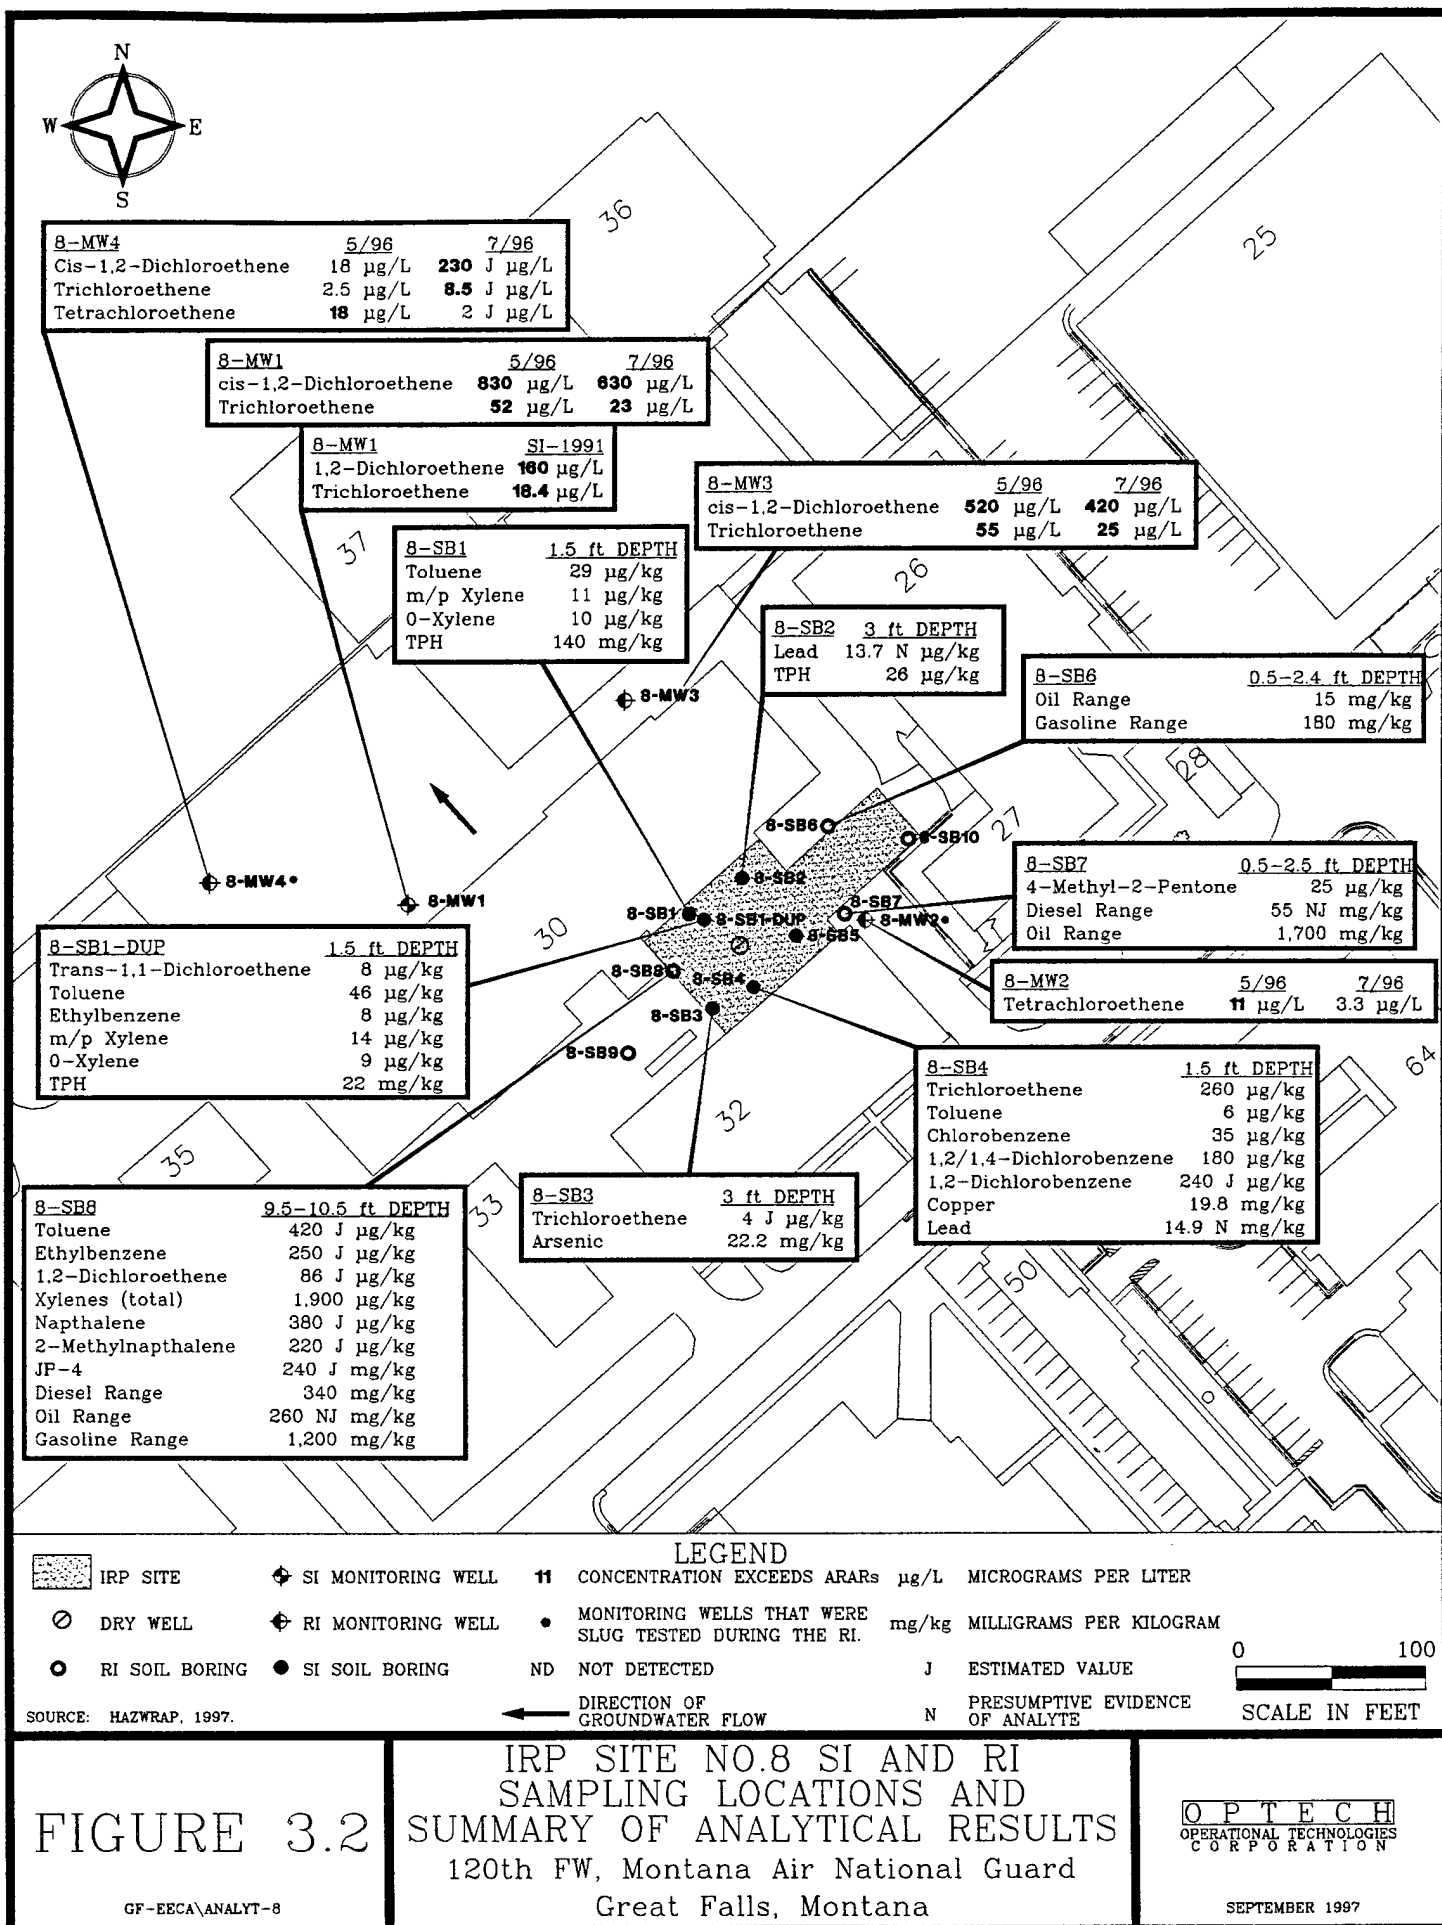 N
W E
S
36
25
8-MW4 5/96 7/96
Cis-1,2-Dichloroethene 18 µg/L 230 J µg/L
Trichloroethene 2.5 µg/L 8.5 J µg/L
Tetrachloroethene 18 µg/L 2 J µg/L
8-MW1 5/96 7/96
cis-1,2-Dichloroethene 830 µg/L 630 µg/L
Trichloroethene 52 µg/L 23 µg/L
8-MW1 SI-1991
1,2-Dichloroethene 160 µg/L
Trichloroethene 18.4 µg/L
8-MW3 5/96 7/96
cis-1,2-Dichloroethene 520 µg/L 420 µg/L
Trichloroethene 55 µg/L 25 µg/L
37
26
8-SB1 1.5 ft DEPTH
Toluene 29 µg/kg
m/p Xylene 11 µg/kg
0-Xylene 10 µg/kg
TPH 140 mg/kg
8-SB2 3 ft DEPTH
Lead 13.7 N µg/kg
TPH 26 µg/kg
8-SB6 0.5-2.4 ft DEPTH
Oil Range 15 mg/kg
Gasoline Range 180 mg/kg
8-MW3
28
27
8-SB6
8-SB10
8-SB2
8-MW4•
8-MW1
8-SB1
8-SB1-DUP
8-SB7
8-MW2•
8-SB5
30
8-SB8
8-SB4
8-SB3
8-SB9
8-SB7 0.5-2.5 ft DEPTH
4-Methyl-2-Pentone 25 µg/kg
Diesel Range 55 NJ mg/kg
Oil Range 1,700 mg/kg
8-SB1-DUP 1.5 ft DEPTH
Trans-1,1-Dichloroethene 8 µg/kg
Toluene 46 µg/kg
Ethylbenzene 8 µg/kg
m/p Xylene 14 µg/kg
0-Xylene 9 µg/kg
TPH 22 mg/kg
8-MW2 5/96 7/96
Tetrachloroethene 11 µg/L 3.3 µg/L
64
32
35
33
50
8-SB4 1.5 ft DEPTH
Trichloroethene 260 µg/kg
Toluene 6 µg/kg
Chlorobenzene 35 µg/kg
1,2/1,4-Dichlorobenzene 180 µg/kg
1,2-Dichlorobenzene 240 J µg/kg
Copper 19.8 mg/kg
Lead 14.9 N mg/kg
8-SB3 3 ft DEPTH
Trichloroethene 4 J µg/kg
Arsenic 22.2 mg/kg
8-SB8 9.5-10.5 ft DEPTH
Toluene 420 J µg/kg
Ethylbenzene 250 J µg/kg
1,2-Dichloroethene 86 J µg/kg
Xylenes (total) 1,900 µg/kg
Napthalene 380 J µg/kg
2-Methylnapthalene 220 J µg/kg
JP-4 240 J mg/kg
Diesel Range 340 mg/kg
Oil Range 260 NJ mg/kg
Gasoline Range 1,200 mg/kg
LEGEND
IRP SITE
DRY WELL
RI SOIL BORING
SI MONITORING WELL
RI MONITORING WELL
SI SOIL BORING
11 CONCENTRATION EXCEEDS ARARs
• MONITORING WELLS THAT WERE
SLUG TESTED DURING THE RI.
ND NOT DETECTED
DIRECTION OF
GROUNDWATER FLOW
µg/L MICROGRAMS PER LITER
mg/kg MILLIGRAMS PER KILOGRAM
J ESTIMATED VALUE
N PRESUMPTIVE EVIDENCE
OF ANALYTE
0 100
SCALE IN FEET
SOURCE: HAZWRAP, 1997.
FIGURE 3.2
GF-EECA\ANALYT-8
IRP SITE NO.8 SI AND RI
SAMPLING LOCATIONS AND
SUMMARY OF ANALYTICAL RESULTS
120th FW, Montana Air National Guard
Great Falls, Montana
OPTECH
OPERATIONAL TECHNOLOGIES
CORPORATION
SEPTEMBER 1997